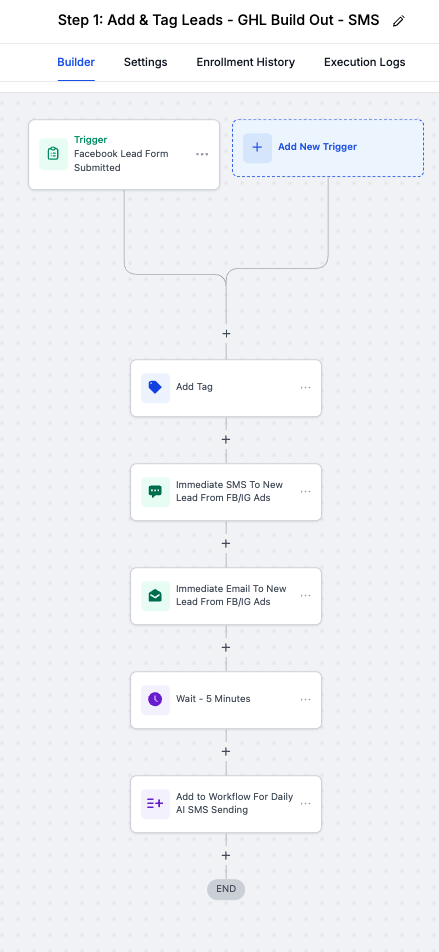 Step 1: Add & Tag Leads - GHL Build Out - SMS
Builder
Settings
Enrollment History
Execution Logs
Trigger
Facebook Lead Form
Submitted
Add New Trigger
Add Tag
Immediate SMS To New
Lead From FB/IG Ads
Immediate Email To New
Lead From FB/IG Ads
Wait - 5 Minutes
Add to Workflow For Daily
AI SMS Sending
END